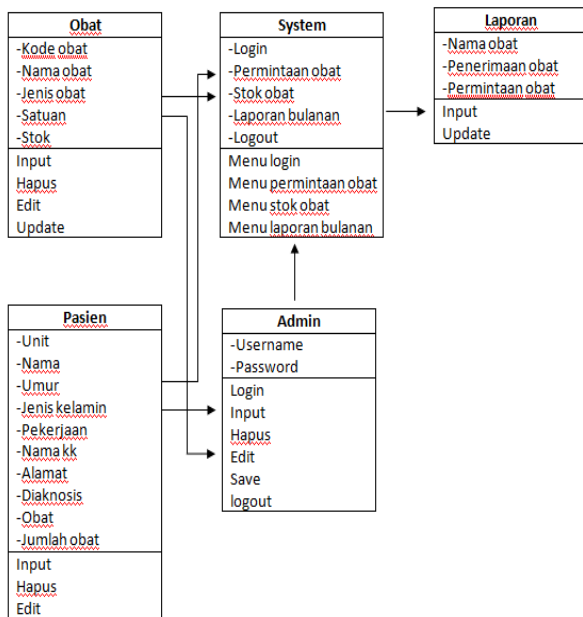 Obat
-Kode obat
-Nama obat
-Jenis obat
-Satuan
-Stok
Input
Hapus
Edit
Update
System
-Login
-Permintaan obat
-Stok obat
-Laporan bulanan
-Logout
Menu login
Menu permintaan obat
Menu stok obat
Menu laporan bulanan
Laporan
-Nama obat
-Penerimaan obat
-Permintaan obat
Input
Update
Pasien
-Unit
-Nama
-Umur
-Jenis kelamin
-Pekerjaan
-Nama kk
-Alamat
-Diaknosis
-Obat
-Jumlah obat
Input
Hapus
Edit
Admin
-Username
-Password
Login
Input
Hapus
Edit
Save
logout